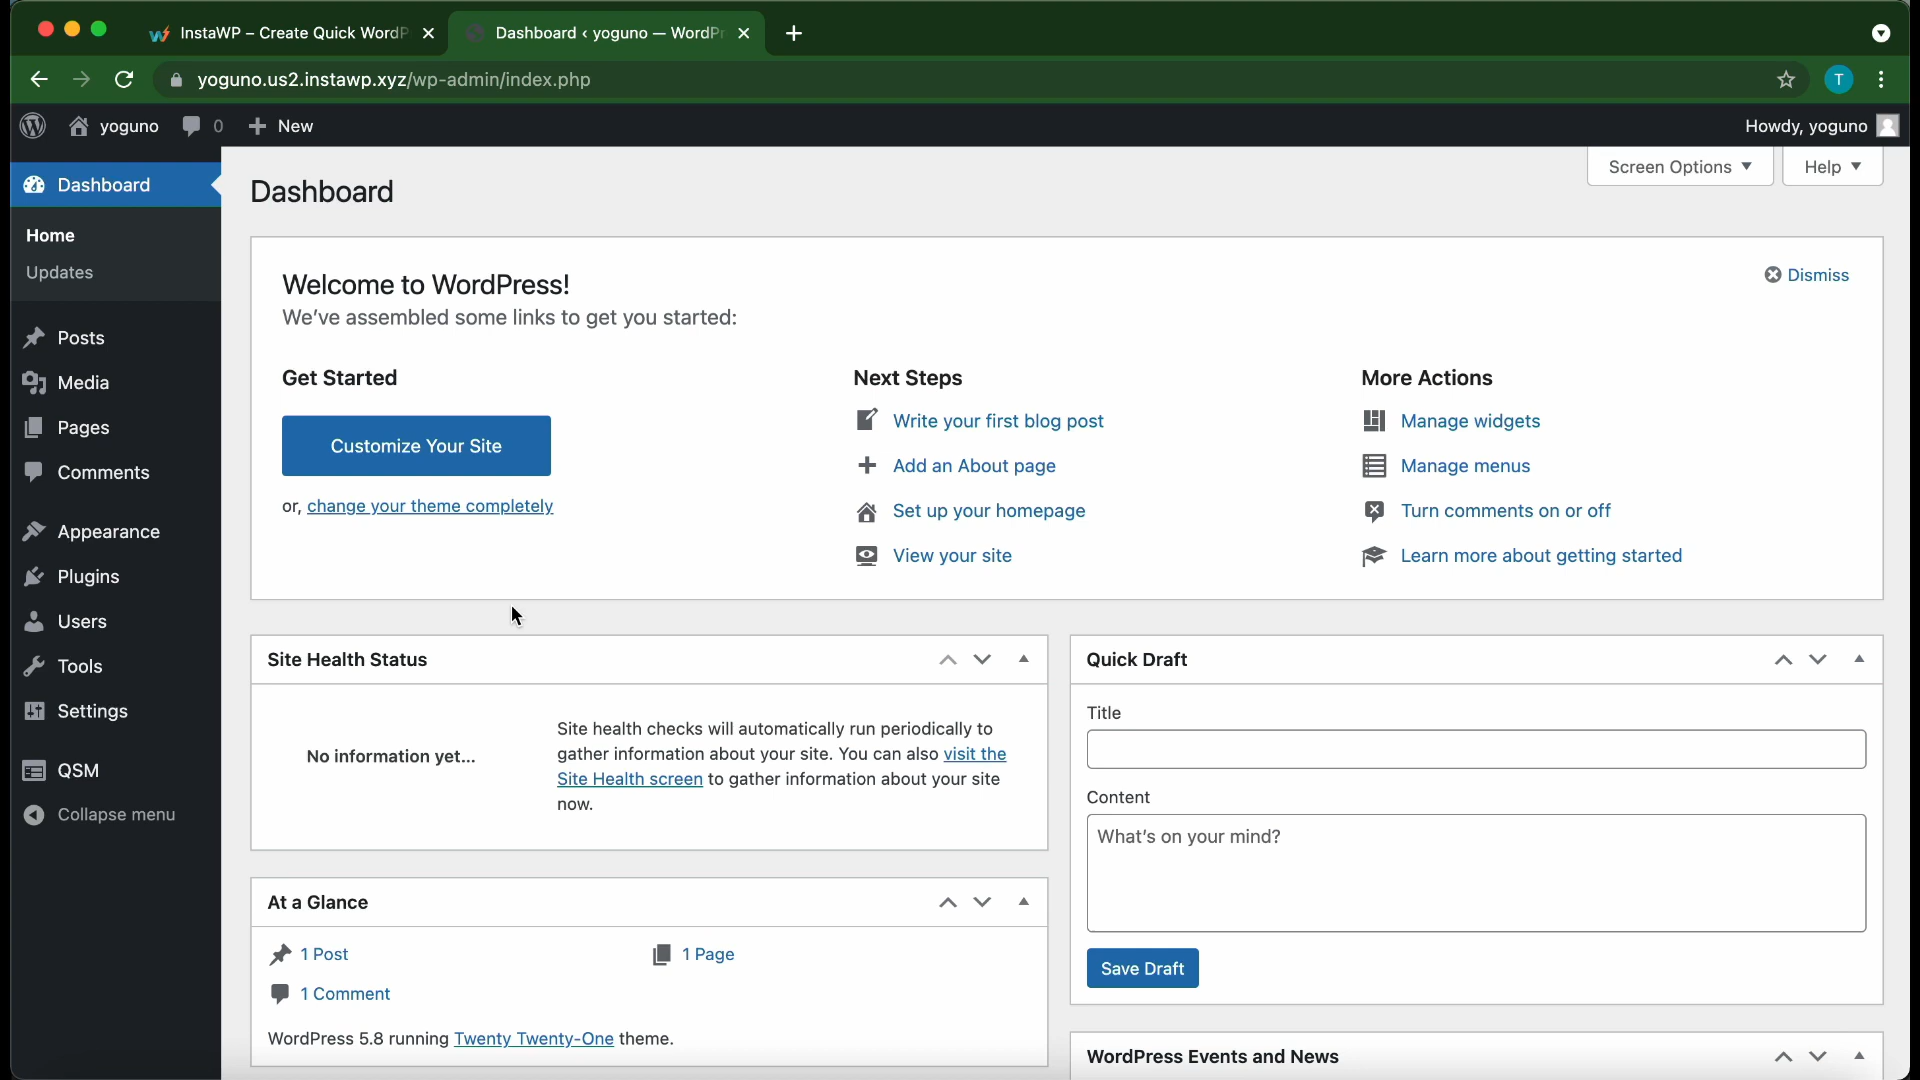 InstaWP – Create Quick WordP
Dashboard ‹ yoguno — WordPr
yoguno.us2.instawp.xyz/wp-admin/index.php
T
yoguno
0
New
Howdy, yoguno
Dashboard
Home
Updates
Posts
Media
Pages
Comments
Appearance
Plugins
Users
Tools
Settings
QSM
Collapse menu
Screen Options
Help
Dashboard
Welcome to WordPress!
Dismiss
We've assembled some links to get you started:
Get Started
Customize Your Site
or, change your theme completely
Next Steps
Write your first blog post
Add an About page
Set up your homepage
View your site
More Actions
Manage widgets
Manage menus
Turn comments on or off
Learn more about getting started
Site Health Status
No information yet...
Site health checks will automatically run periodically to
gather information about your site. You can also visit the
Site Health screen to gather information about your site
now.
At a Glance
1 Post
1 Page
1 Comment
WordPress 5.8 running Twenty Twenty-One theme.
Quick Draft
Title
Content
What's on your mind?
Save Draft
WordPress Events and News